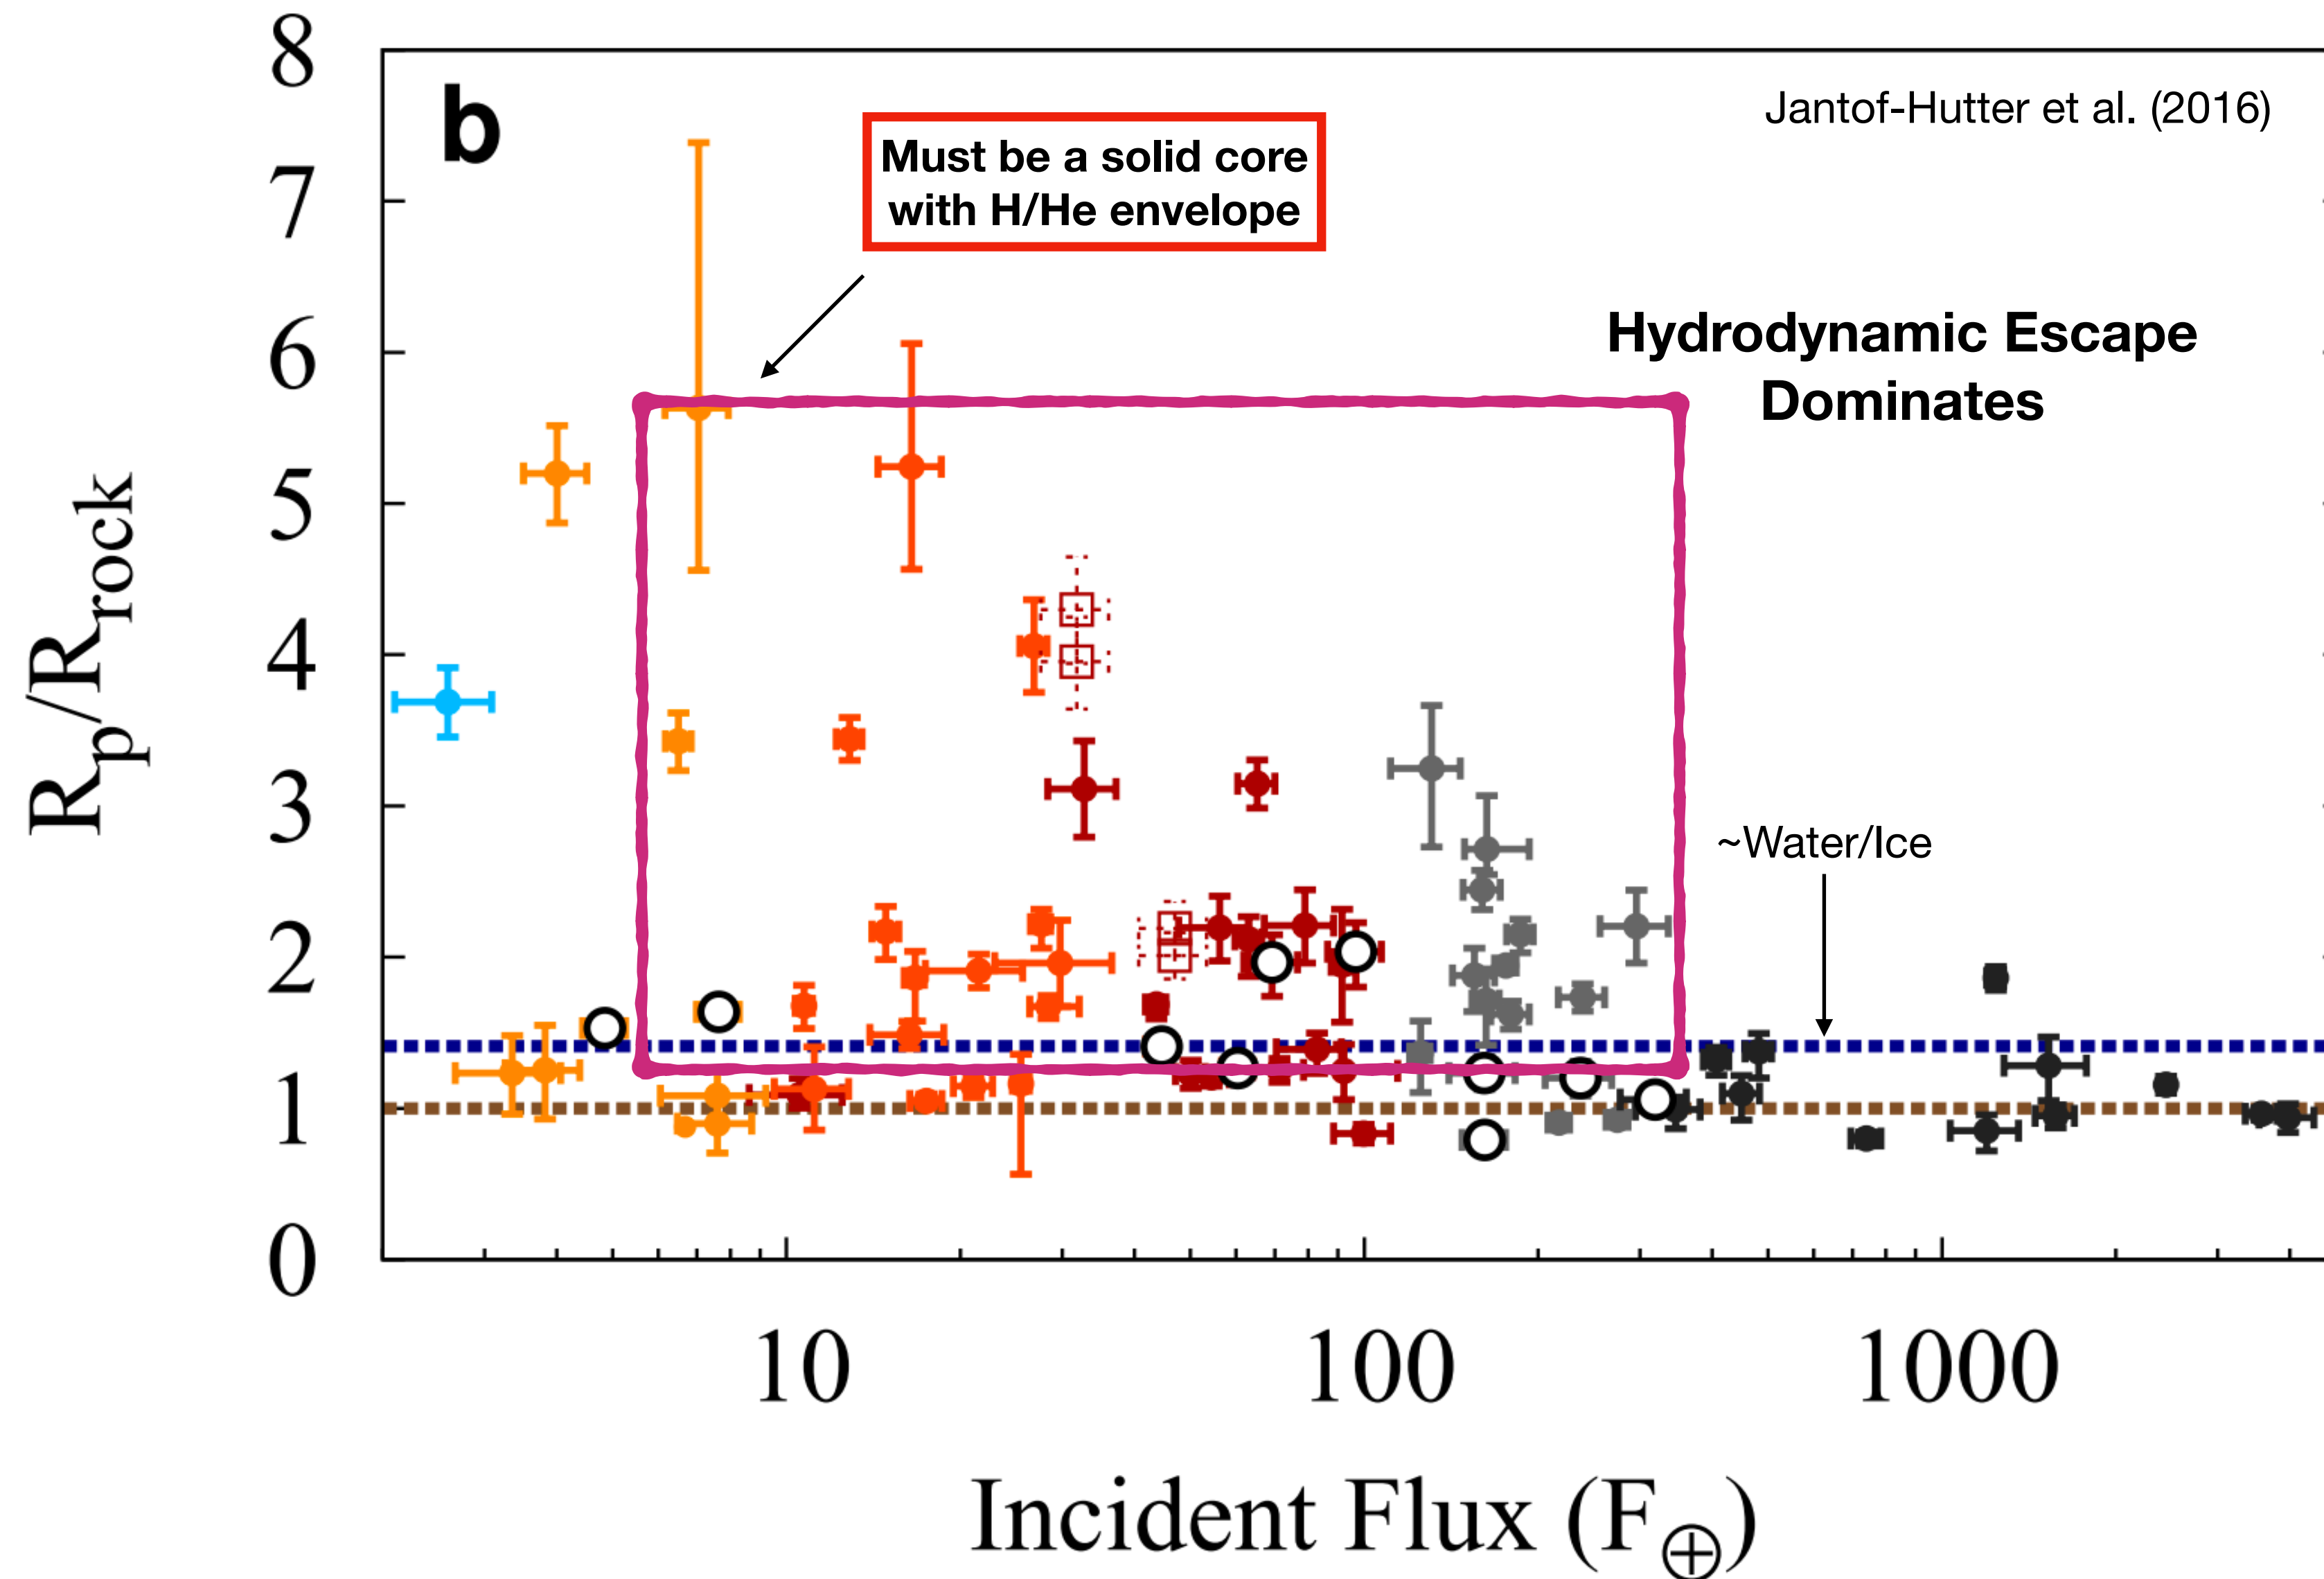 8
b
Jantof-Hutter et al. (2016)
Must be a solid core
with H/He envelope
7
6
Hydrodynamic Escape
Dominates
5
4
3
~Water/Ice
2
1
0
Rp/Rrock
10
100
1000
Incident Flux (F⊕)